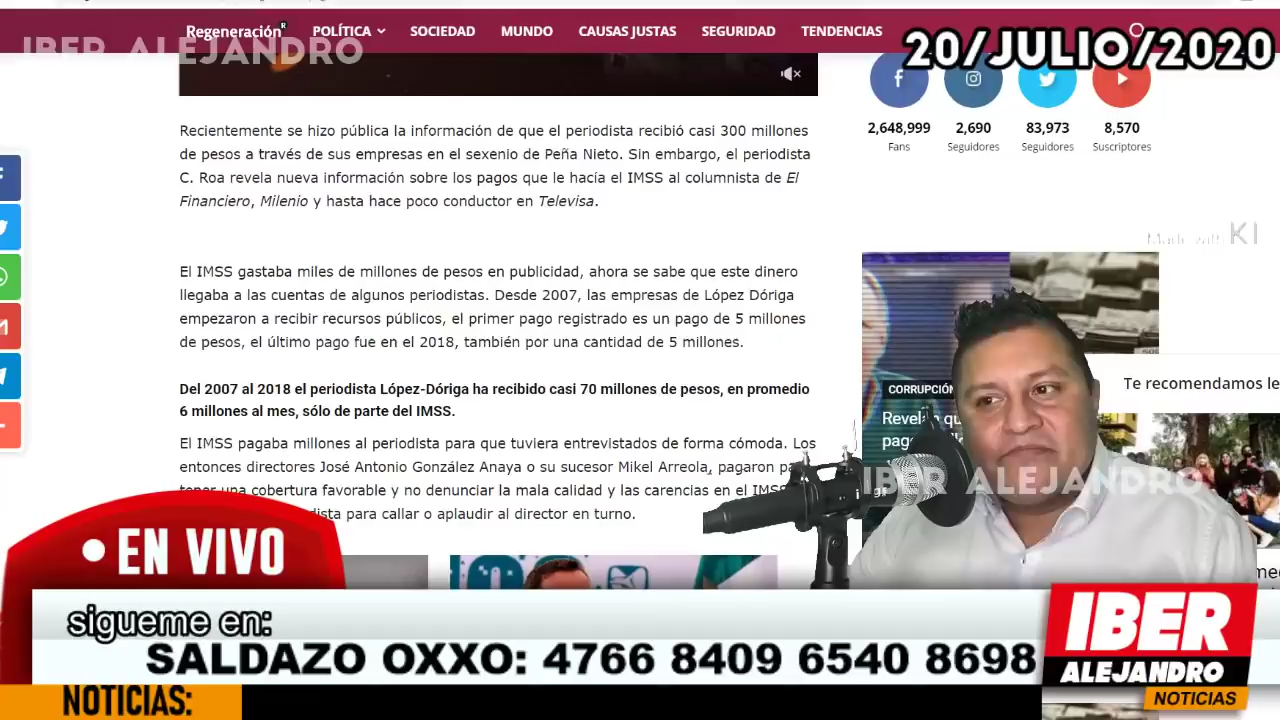 Regeneración R
POLÍTICA
SOCIEDAD
MUNDO
CAUSAS JUSTAS
SEGURIDAD
TENDENCIAS
IBER ALEJANDRO
20/JULIO/2020
2,648,999
Fans
2,690
Seguidores
83,973
Seguidores
8,570
Suscriptores
Recientemente se hizo pública la información de que el periodista recibió casi 300 millones
de pesos a través de sus empresas en el sexenio de Peña Nieto. Sin embargo, el periodista
C. Roa revela nueva información sobre los pagos que le hacía el IMSS al columnista de El
Financiero, Milenio y hasta hace poco conductor en Televisa.
Made with KI
El IMSS gastaba miles de millones de pesos en publicidad, ahora se sabe que este dinero
llegaba a las cuentas de algunos periodistas. Desde 2007, las empresas de López Dóriga
empezaron a recibir recursos públicos, el primer pago registrado es un pago de 5 millones
de pesos, el último pago fue en el 2018, también por una cantidad de 5 millones.
Del 2007 al 2018 el periodista López-Dóriga ha recibido casi 70 millones de pesos, en promedio
6 millones al mes, sólo de parte del IMSS.
El IMSS pagaba millones al periodista para que tuviera entrevistados de forma cómoda. Los
entonces directores José Antonio González Anaya o su sucesor Mikel Arreola, pagaron
una cobertura favorable y no denunciar la mala calidad y las carencias en el IMSS
para callar o aplaudir al director en turno.
CORRUPCIÓN
Te recomendamos
IBER ALEJANDRO
EN VIVO
sigueme en:
SALDAZO OXXO: 4766 8409 6540 8698
NOTICIAS:
IBER
ALEJANDRO
NOTICIAS